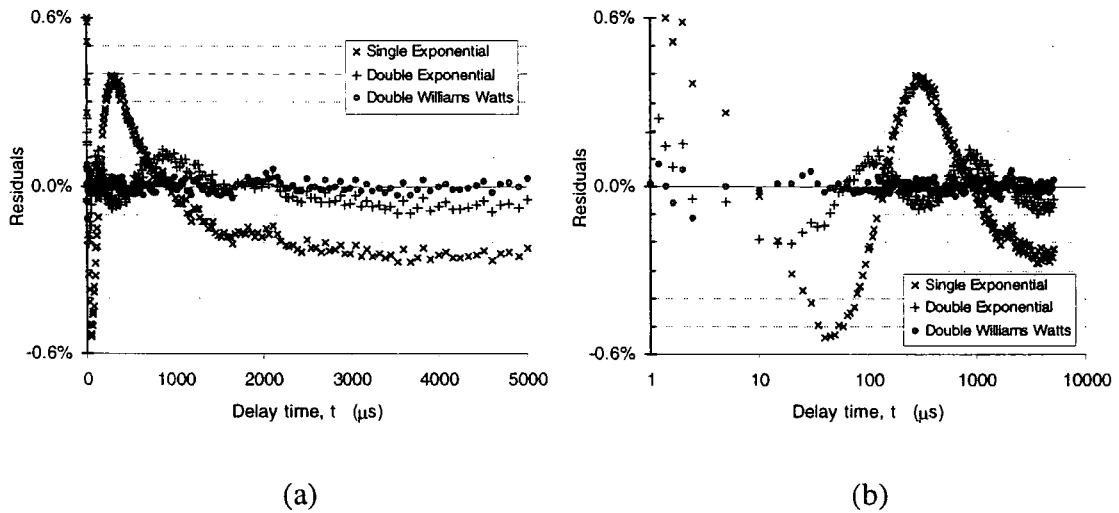 0.6%
0.0%
-0.6%
Residuals
× Single Exponential
+ Double Exponential
o Double Williams Watts
0 1000 2000 3000 4000 5000
Delay time, t (μs)
(a)
0.6%
0.0%
-0.6%
Residuals
× Single Exponential
+ Double Exponential
● Double Williams Watts
1 10 100 1000 10000
Delay time, t (μs)
(b)